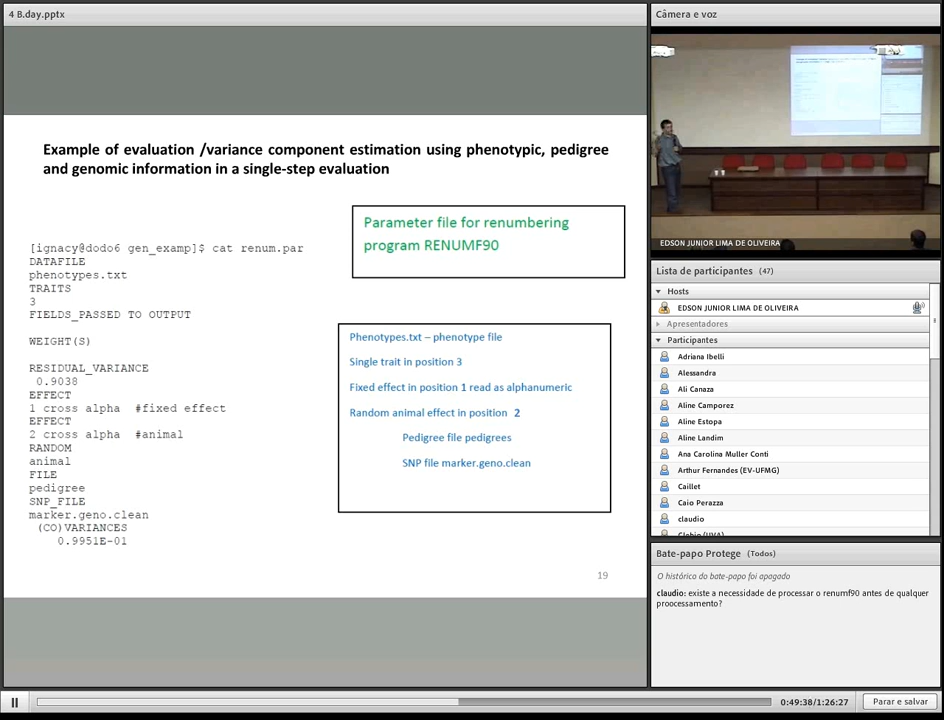 4 B.day.pptx
Example of evaluation /variance component estimation using phenotypic, pedigree
and genomic information in a single-step evaluation
Parameter file for renumbering
program RENUMF90
[ignacy@dodo6 gen_examp]$ cat renum.par
DATAFILE
phenotypes.txt
TRAITS
3
FIELDS_PASSED TO OUTPUT
WEIGHT(S)
RESIDUAL_VARIANCE
0.9038
EFFECT
1 cross alpha #fixed effect
EFFECT
2 cross alpha #animal
RANDOM
animal
FILE
pedigree
SNP_FILE
marker.geno.clean
(CO)VARIANCES
0.9951E-01
Phenotypes.txt – phenotype file
Single trait in position 3
Fixed effect in position 1 read as alphanumeric
Random animal effect in position 2
Pedigree file pedigrees
SNP file marker.geno.clean
19
Câmera e voz
EDSON JUNIOR LIMA DE OLIVEIRA
Lista de participantes (47)
Hosts
EDSON JUNIOR LIMA DE OLIVEIRA
Apresentadores
Participantes
Adriana Ibelli
Alessandra
Ali Canaza
Aline Camporez
Aline Estopa
Aline Landim
Ana Carolina Muller Conti
Arthur Fernandes (EV-UFMG)
Caillet
Caio Perazza
claudio
Bate-papo Protege (Todos)
O histórico do bate-papo foi apagado
claudio: existe a necessidade de processar o renumf90 antes de qualquer
proocessamento?
0:49:38/1:26:27
Parar e salvar